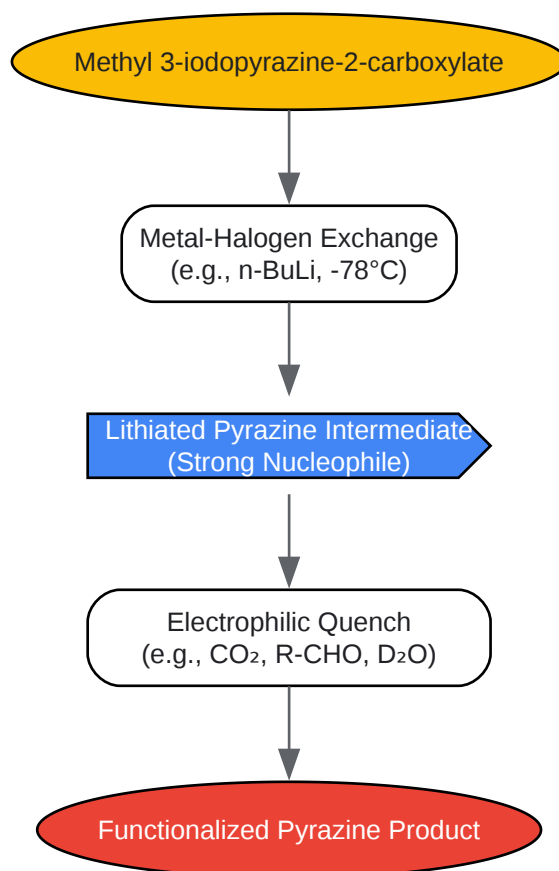 Methyl 3-iodopyrazine-2-carboxylate
Metal-Halogen Exchange
(e.g., n-BuLi, -78°C)
Lithiated Pyrazine Intermediate
(Strong Nucleophile)
Electrophilic Quench
(e.g., CO₂, R-CHO, D₂O)
Functionalized Pyrazine Product